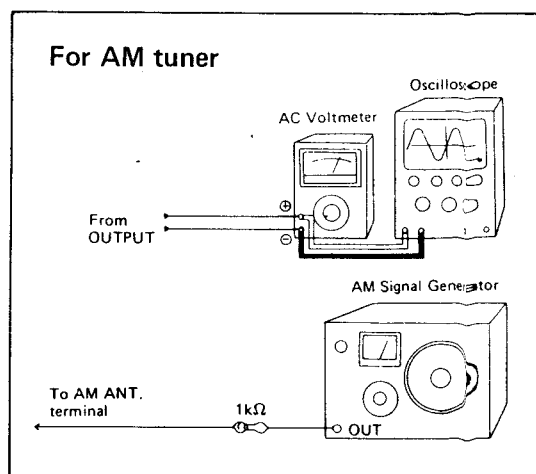 For AM tuner
Oscilloscope
AC Voltmeter
⊕
From
OUTPUT
⊖
AM Signal Generator
To AM ANT.
terminal
1kΩ
OUT